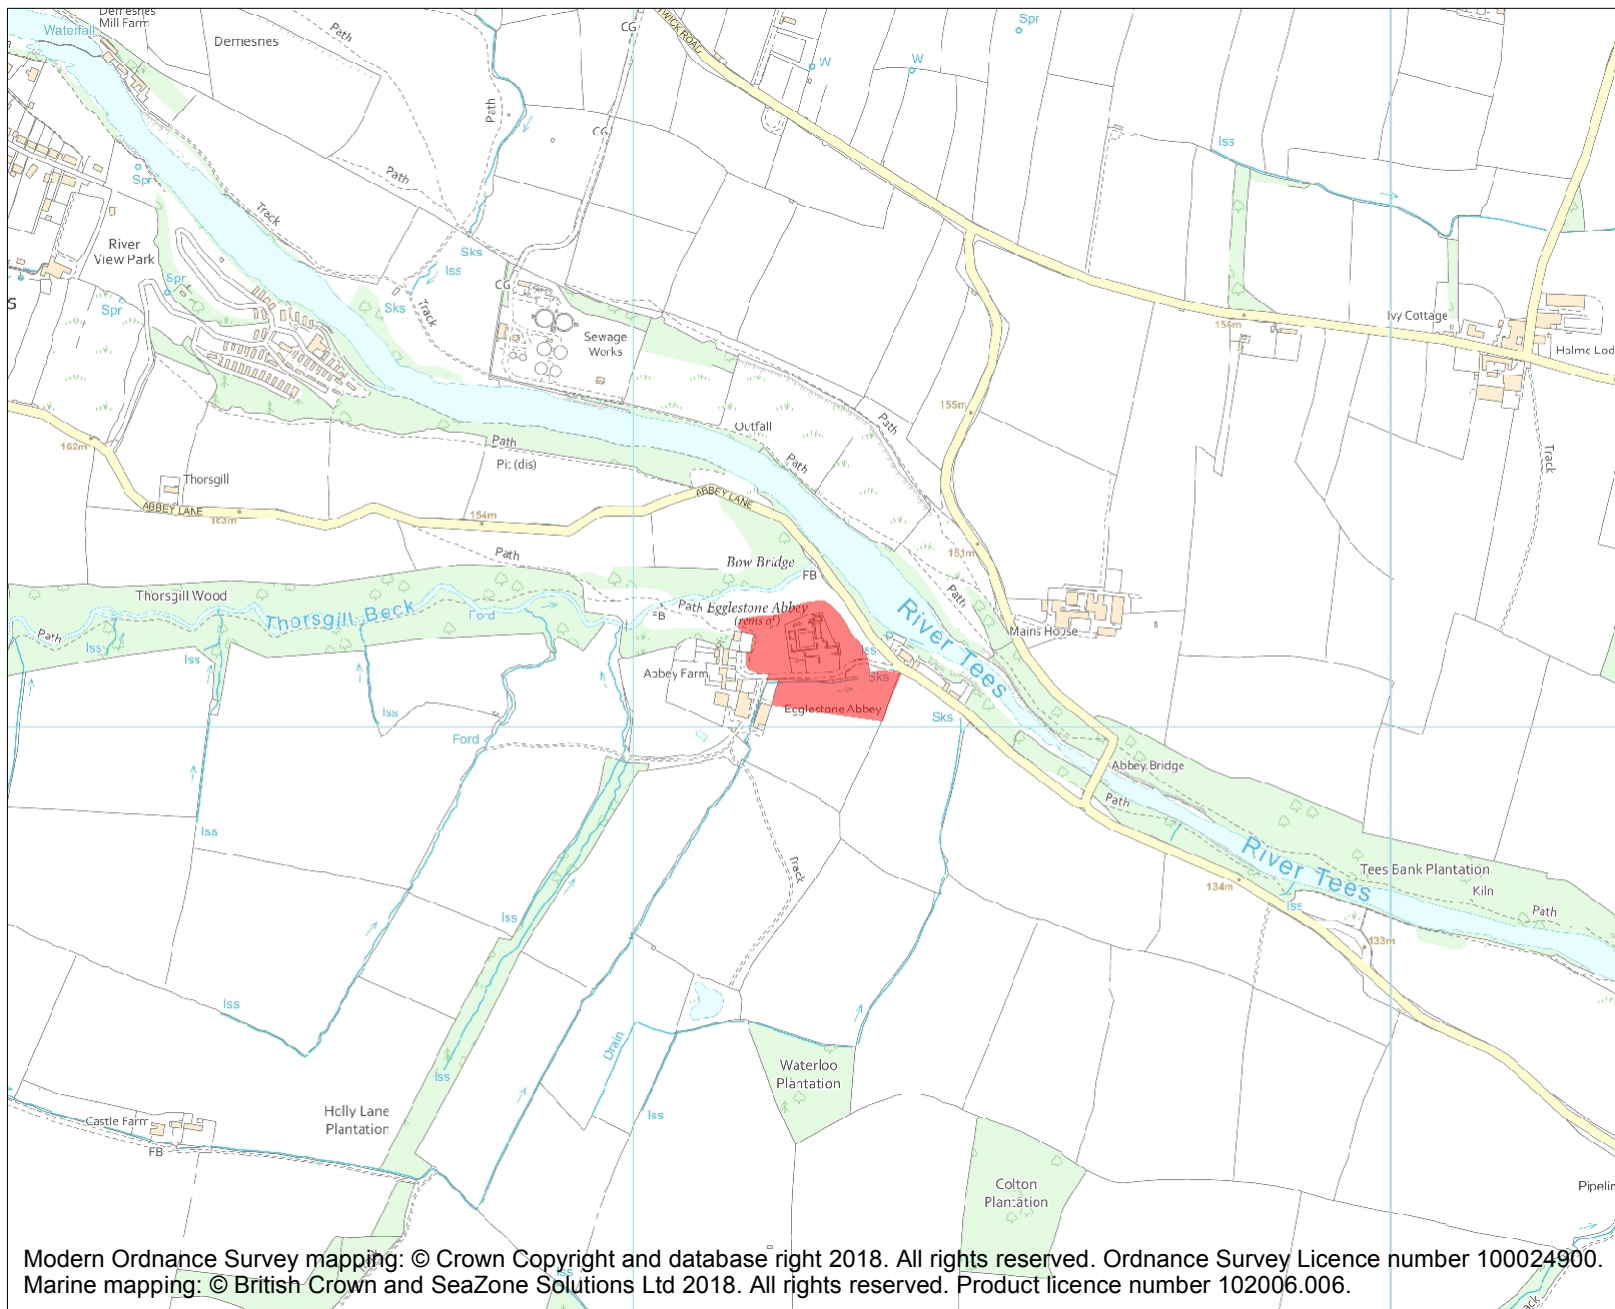 Demesnes
Mill Farm
Waterfall
Demesnes
Path
CG
TWICK ROAD
Spr
W
W
Path
CG
Iss
Path
Spr
Track
River
View Park
Sks
Iss
Spr
CG
Sks
Spr
Track
S
Sewage
Works
156m
Ivy Cottage
Holme Lod
155m
Path
Outfall
Path
162m
Path
Pit (dis)
Track
Thorsgill
ABBEY LANE
ABBEY LANE
163m
154m
151m
Path
Bow Bridge
FB
Path
Thorsgill Wood
Thorsgill Beck
Ford
Path
Egglestone Abbey
(rems of)
FB
River Tees
Mains House
Path
Iss
Iss
Iss
Abbey Farm
Sks
Egglestone Abbey
Iss
Sks
Ford
Abbey Bridge
Path
Iss
River Tees
Track
Tees Bank Plantation
134m
Kiln
Iss
Path
Iss
133m
Iss
Drain
Waterloo
Plantation
Iss
Iss
Holly Lane
Plantation
Castle Farm
FB
Colton
Plantation
Pipelin
Iss
Modern Ordnance Survey mapping: © Crown Copyright and database right 2018. All rights reserved. Ordnance Survey Licence number 100024900.
Marine mapping: © British Crown and SeaZone Solutions Ltd 2018. All rights reserved. Product licence number 102006.006.